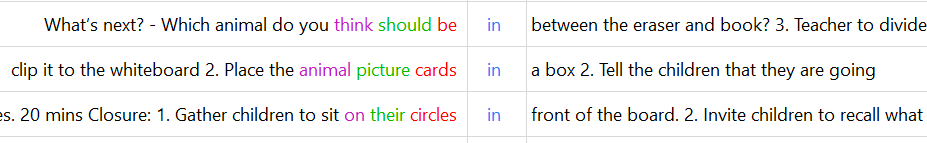 What's next? - Which animal do you think should be in between the eraser and book? 3. Teacher to divide
clip it to the whiteboard 2. Place the animal picture cards in a box 2. Tell the children that they are going
es. 20 mins Closure: 1. Gather children to sit on their circles in front of the board. 2. Invite children to recall what